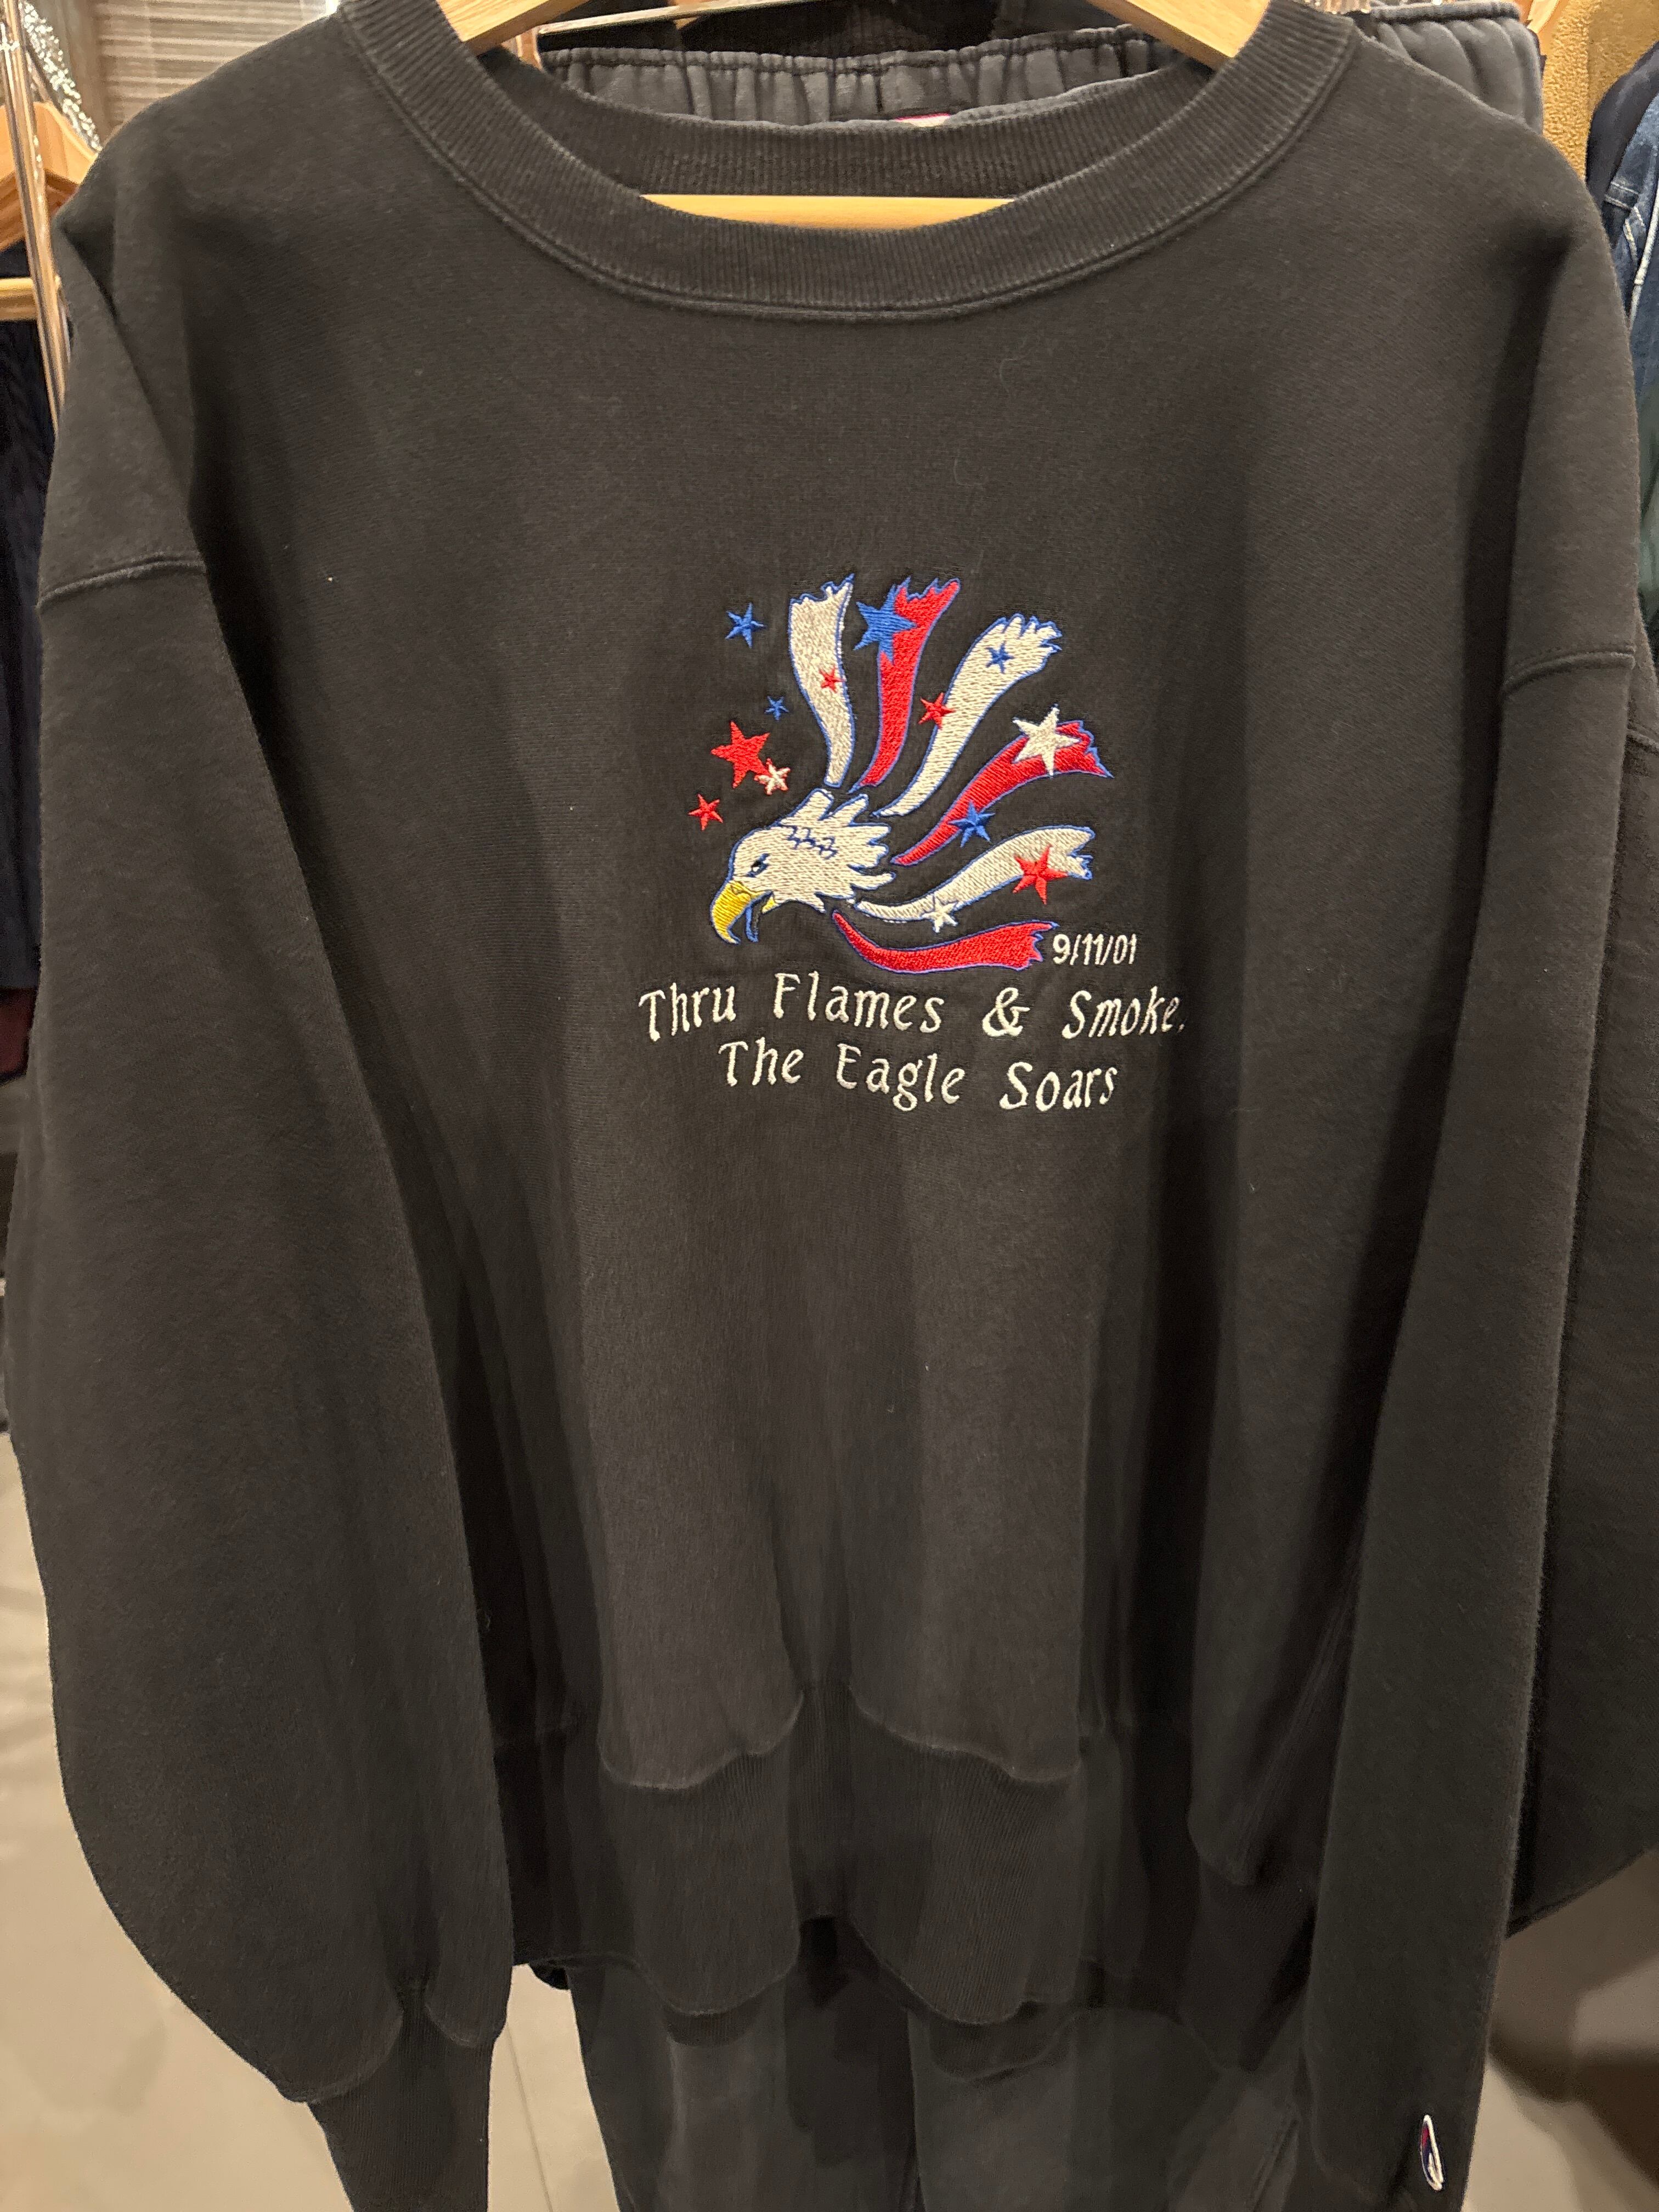 9/11/01
Thru Flames & Smoke,
The Eagle Soars